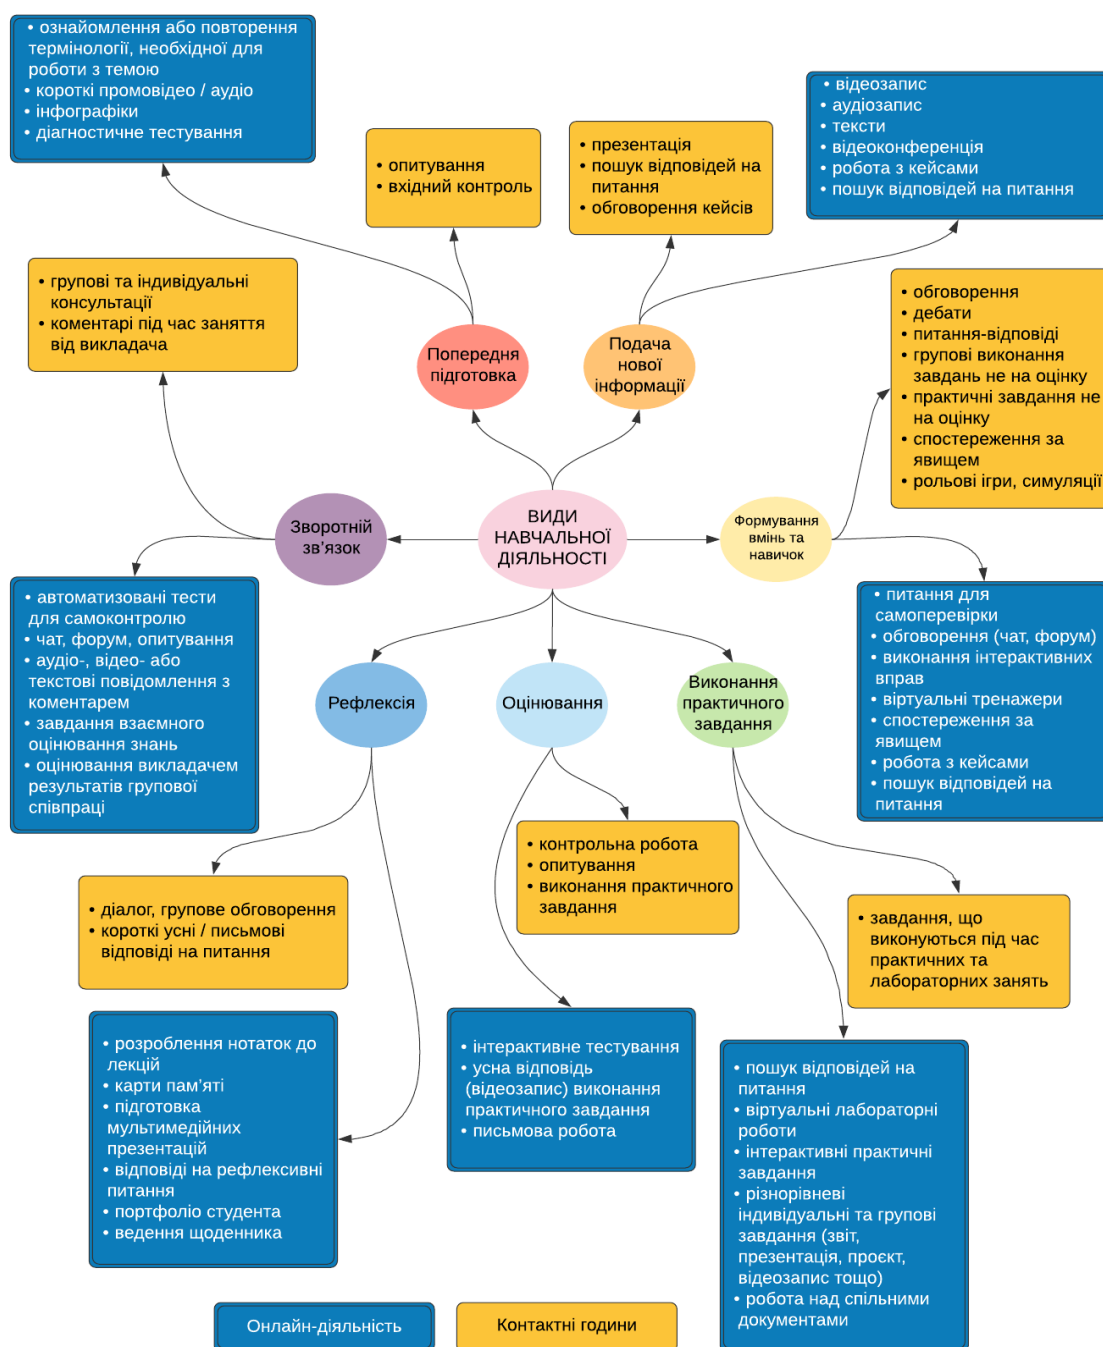 • ознайомлення або повторення
термінології, необхідної для
роботи з темою
• короткі промовідео / аудіо
• інфографіки
• діагностичне тестування
• опитування
• вхідний контроль
• презентація
• пошук відповідей на
питання
• обговорення кейсів
• відеозапис
• аудіозапис
• тексти
• відеоконференція
• робота з кейсами
• пошук відповідей на питання
• групові та індивідуальні
консультації
• коментарі під час заняття
від викладача
Попередня
підготовка
Подача
нової
інформації
• обговорення
• дебати
• питання-відповіді
• групові виконання
завдань не на оцінку
• практичні завдання не
на оцінку
• спостереження за
явищем
• рольові ігри, симуляції
Зворотній
зв’язок
ВИДИ
НАВЧАЛЬНОЇ
ДІЯЛЬНОСТІ
Формування
вмінь та
навичок
• автоматизовані тести
для самоконтролю
• чат, форум, опитування
• аудіо-, відео- або
текстові повідомлення з
коментарем
• завдання взаємного
оцінювання знань
• оцінювання викладачем
результатів групової
співпраці
• питання для
самоперевірки
• обговорення (чат, форум)
• виконання інтерактивних
вправ
• віртуальні тренажери
• спостереження за
явищем
• робота з кейсами
• пошук відповідей на
питання
Рефлексія
Оцінювання
Виконання
практичного
завдання
• діалог, групове обговорення
• короткі усні / письмові
відповіді на питання
• контрольна робота
• опитування
• виконання практичного
завдання
• завдання, що
виконуються під час
практичних та
лабораторних занять
• розроблення нотаток до
лекцій
• карти пам’яті
• підготовка
мультимедійних
презентацій
• відповіді на рефлексивні
питання
• портфоліо студента
• ведення щоденника
• інтерактивне тестування
• усна відповідь
(відеозапис) виконання
практичного завдання
• письмова робота
• пошук відповідей на
питання
• віртуальні лабораторні
роботи
• інтерактивні практичні
завдання
• різнорівневі
індивідуальні та групові
завдання (звіт,
презентація, проєкт,
відеозапис тощо)
• робота над спільними
документами
Онлайн-діяльність
Контактні години